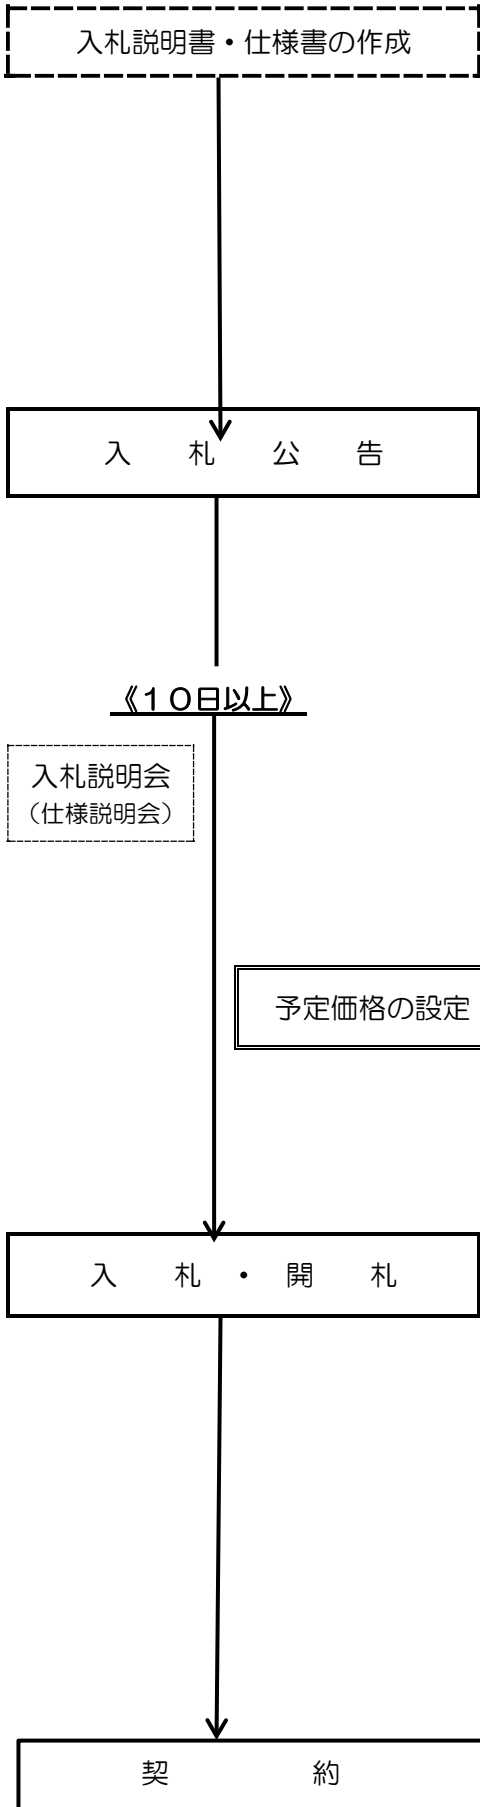 入札説明書・仕様書の作成
入　札　公　告
《１０日以上》
入札説明会
（仕様説明会）
予定価格の設定
入　札　・　開　札
契　　　　　約